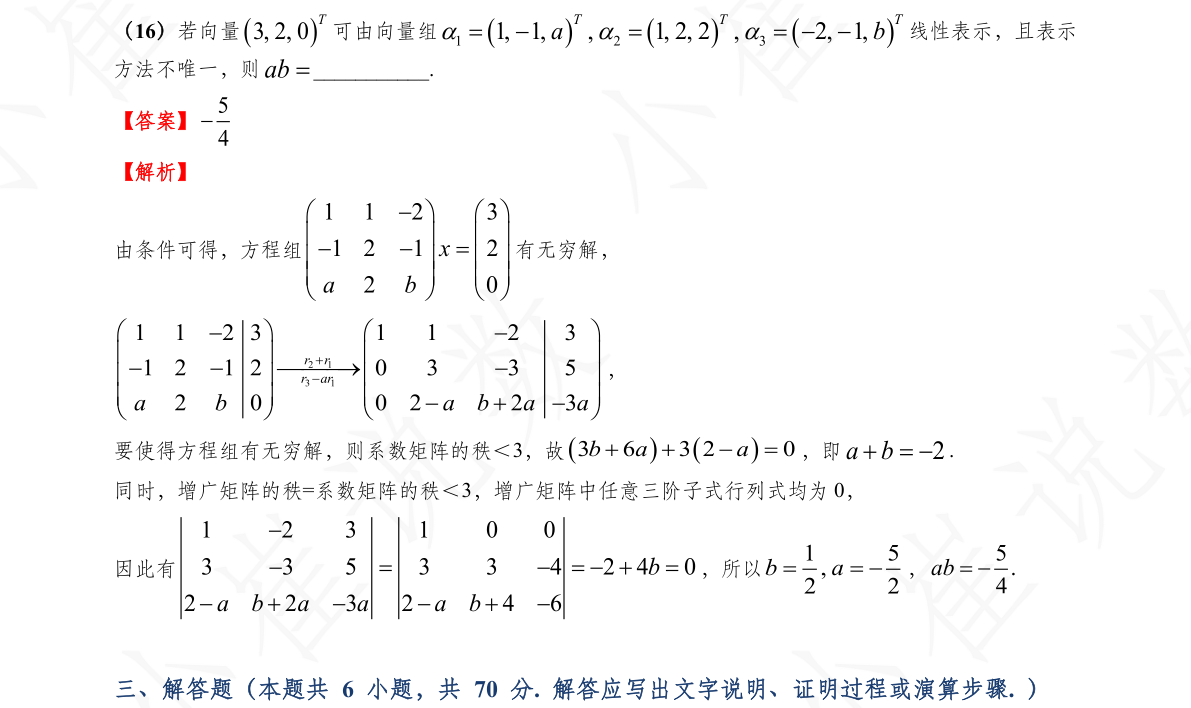 （16）若向量(3, 2, 0)^T 可由向量组 α₁ = (1, −1, a)^T , α₂ = (1, 2, 2)^T , α₃ = (−2, −1, b)^T 线性表示，且表示
方法不唯一，则 ab = ___________.
【答案】 −5/4
【解析】
由条件可得，方程组 (1 1 −2; −1 2 −1; a 2 b) x = (3; 2; 0) 有无穷解，
(1 1 −2 | 3; −1 2 −1 | 2; a 2 b | 0) —(r₂+r₁, r₃−ar₁)→ (1 1 −2 | 3; 0 3 −3 | 5; 0 2−a b+2a | −3a)，
要使得方程组有无穷解，则系数矩阵的秩＜3，故 (3b+6a)+3(2−a)=0，即 a+b=−2.
同时，增广矩阵的秩=系数矩阵的秩＜3，增广矩阵中任意三阶子式行列式均为 0，
因此有 |1 −2 3; 3 −3 5; 2−a b+2a −3a| = |1 0 0; 3 3 −4; 2−a b+4 −6| = −2+4b = 0，所以 b = 1/2, a = −5/2，ab = −5/4.
三、解答题（本题共 6 小题，共 70 分. 解答应写出文字说明、证明过程或演算步骤. ）
小崔说数